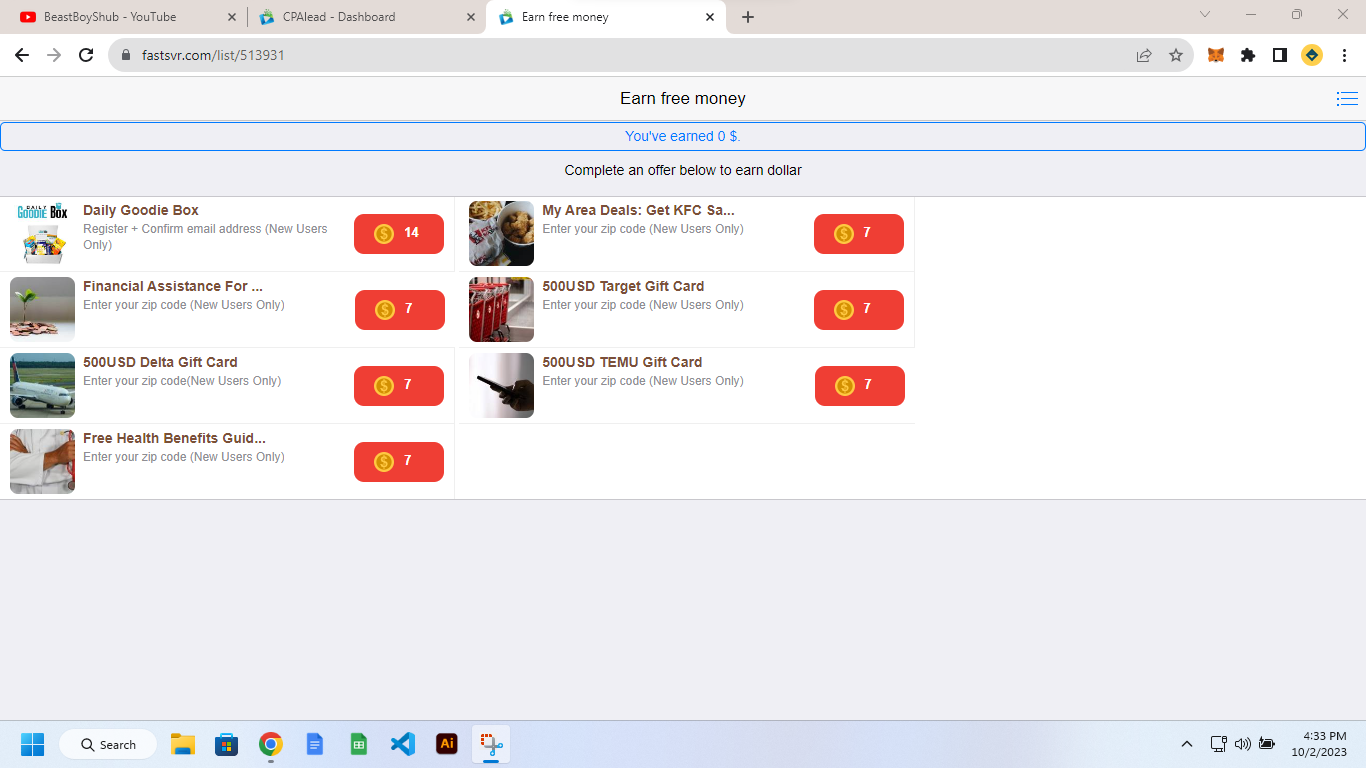 BeastBoyShub - YouTube
CPAlead - Dashboard
Earn free money
fastsvr.com/list/513931
Earn free money
You've earned 0 $.
Complete an offer below to earn dollar
DAILY
GOODIE BOX
Daily Goodie Box
Register + Confirm email address (New Users
Only)
14
My Area Deals: Get KFC Sa...
Enter your zip code (New Users Only)
7
Financial Assistance For ...
Enter your zip code (New Users Only)
7
500USD Target Gift Card
Enter your zip code (New Users Only)
7
500USD Delta Gift Card
Enter your zip code(New Users Only)
7
500USD TEMU Gift Card
Enter your zip code (New Users Only)
7
Free Health Benefits Guid...
Enter your zip code (New Users Only)
7
Search
Ai
4:33 PM
10/2/2023